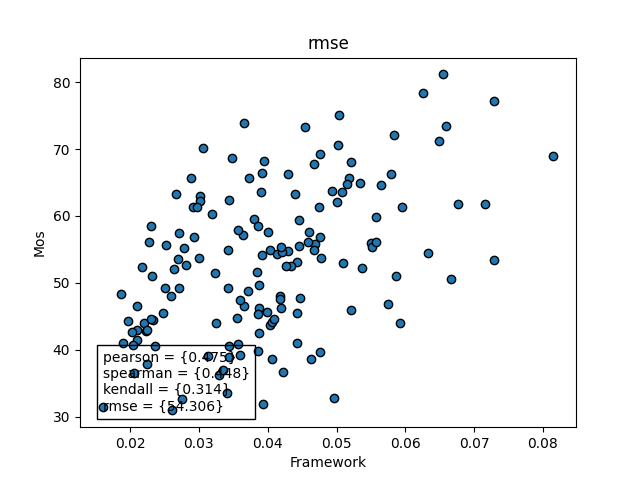 rmse
80
70
60
50
40
30
Mos
pearson = {0.475}
spearman = {0.448}
kendall = {0.314}
rmse = {54.306}
0.02 0.03 0.04 0.05 0.06 0.07 0.08
Framework